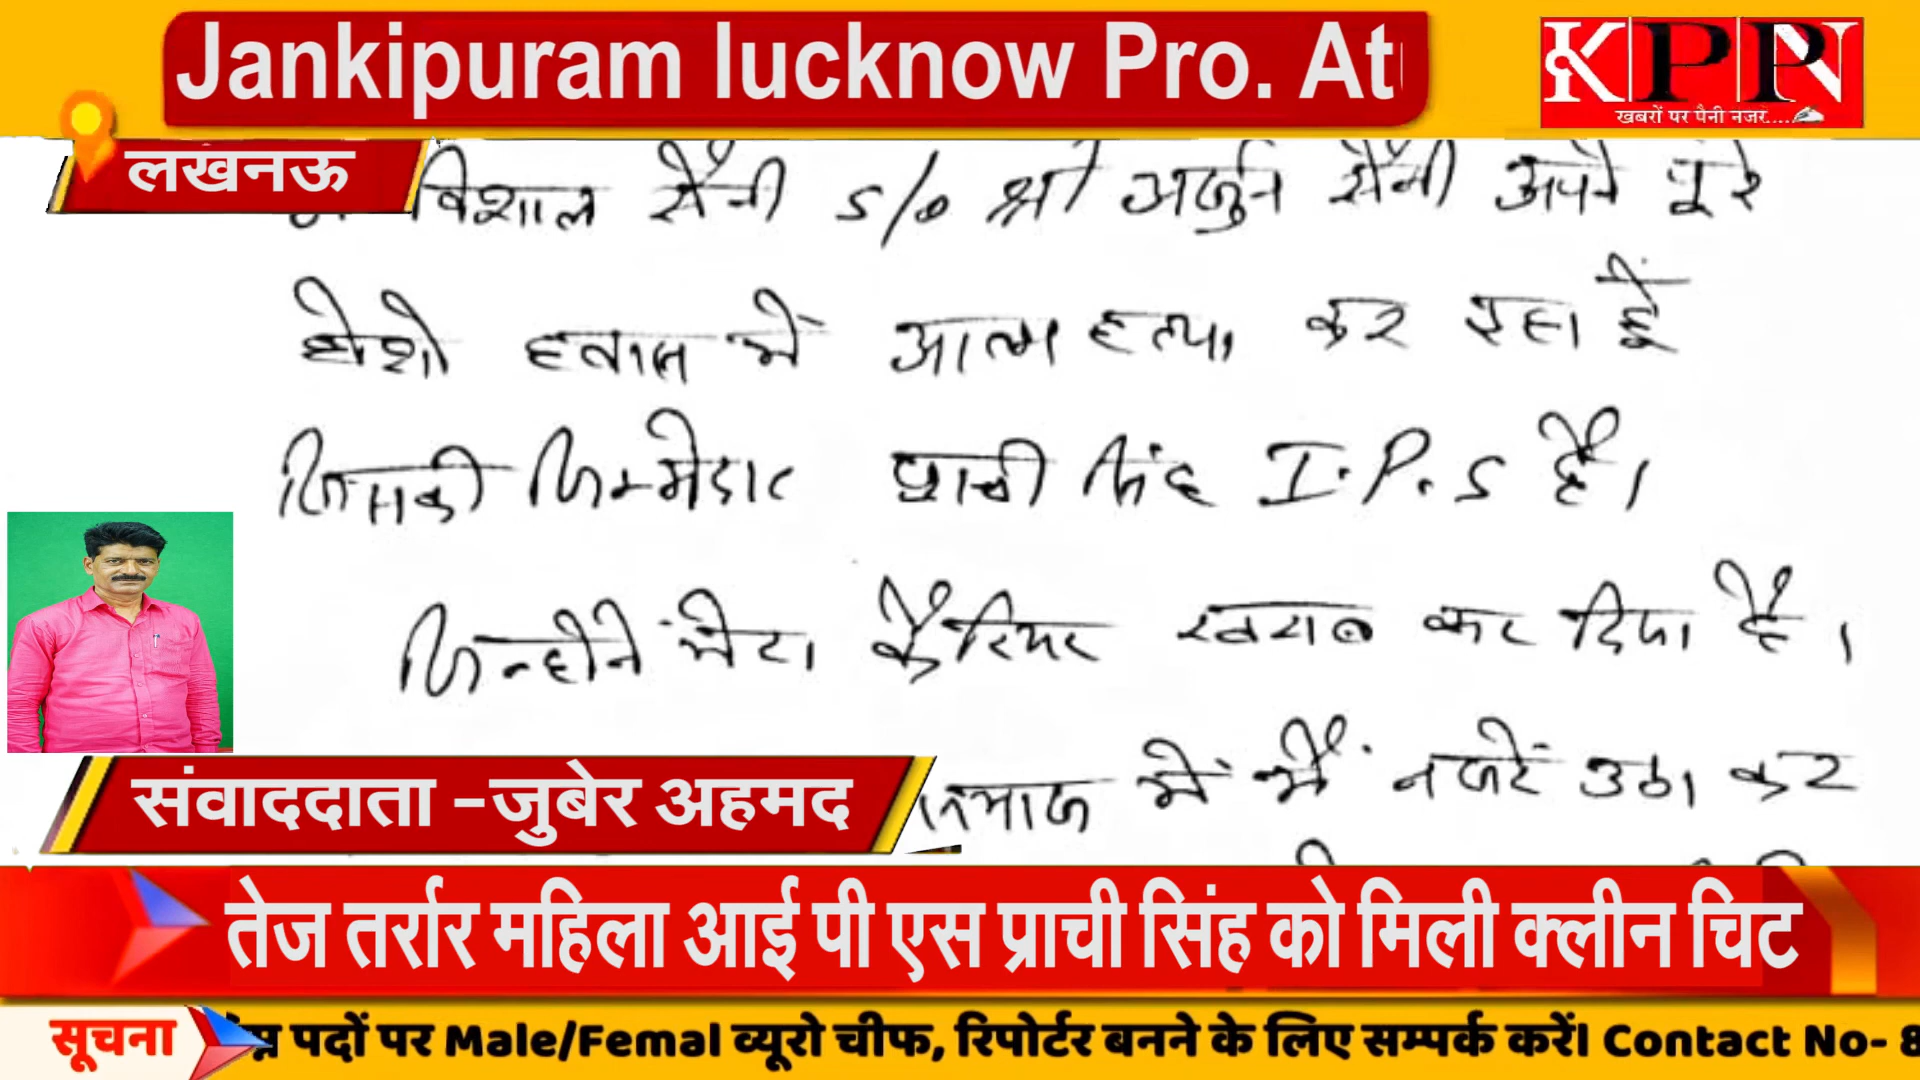 Jankipuram lucknow Pro. At
KPN
खबरों पर पैनी नजर.....
लखनऊ
विशाल सैनी S/o श्री अर्जुन सैनी अपने पूरे
होशो हवास में आत्म हत्या कर रहा हूँ
जिसकी जिम्मेदार प्राची सिंह I.P.S है।
जिन्होने मेरा कैरियर खराब कर दिया है।
में मैं नजरें उठा कर
संवाददाता -जुबेर अहमद
तेज तर्रार महिला आई पी एस प्राची सिंह को मिली क्लीन चिट
सूचना
पदों पर Male/Femal ब्यूरो चीफ, रिपोर्टर बनने के लिए सम्पर्क करें। Contact No- 8